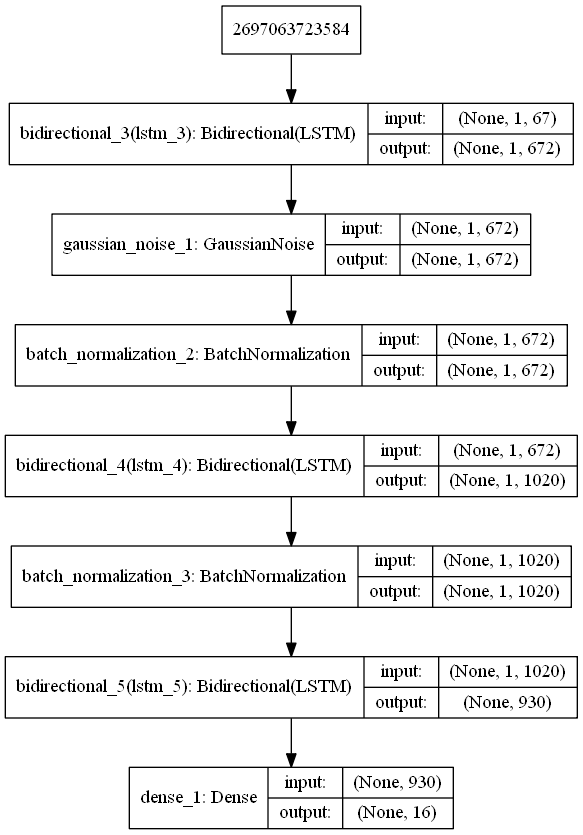 2697063723584
bidirectional_3(lstm_3): Bidirectional(LSTM)
input: (None, 1, 67)
output: (None, 1, 672)
gaussian_noise_1: GaussianNoise
input: (None, 1, 672)
output: (None, 1, 672)
batch_normalization_2: BatchNormalization
input: (None, 1, 672)
output: (None, 1, 672)
bidirectional_4(lstm_4): Bidirectional(LSTM)
input: (None, 1, 672)
output: (None, 1, 1020)
batch_normalization_3: BatchNormalization
input: (None, 1, 1020)
output: (None, 1, 1020)
bidirectional_5(lstm_5): Bidirectional(LSTM)
input: (None, 1, 1020)
output: (None, 930)
dense_1: Dense
input: (None, 930)
output: (None, 16)